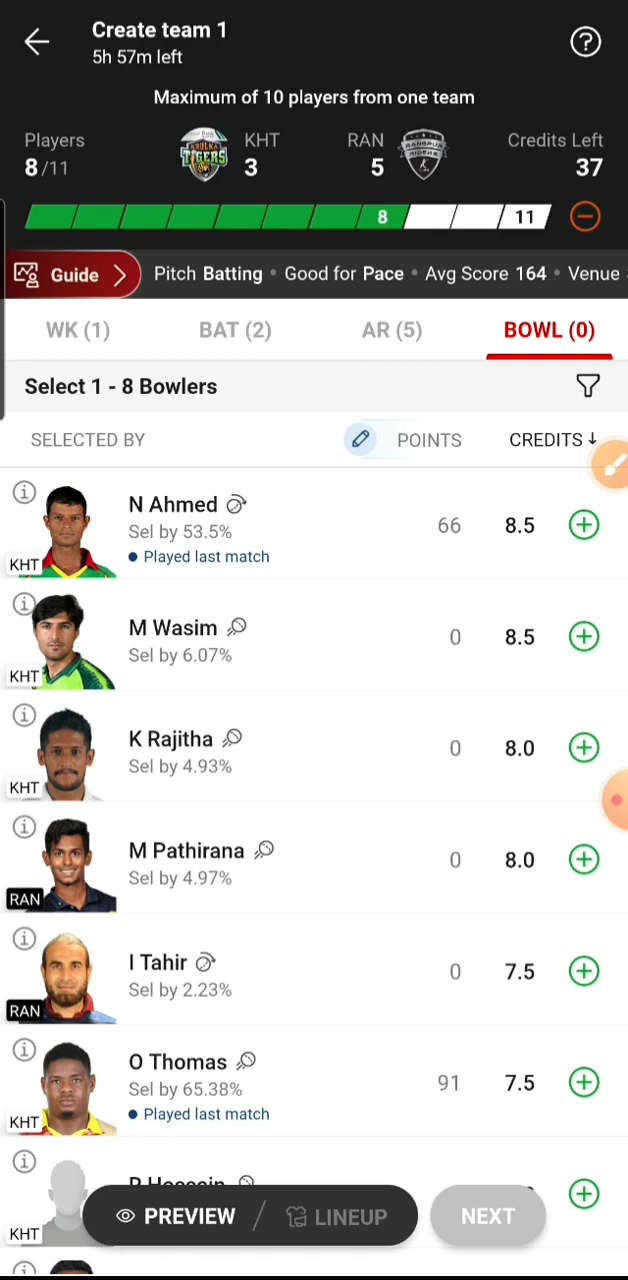 Create team 1
5h 57m left
Maximum of 10 players from one team
Players
8/11
KHULNA TIGERS
KHT
3
RAN
5
RANGPUR RIDERS
Credits Left
37
8
11
Guide
Pitch Batting • Good for Pace • Avg Score 164 • Venue
WK (1)
BAT (2)
AR (5)
BOWL (0)
Select 1 - 8 Bowlers
SELECTED BY
POINTS
CREDITS ↓
N Ahmed
Sel by 53.5%
• Played last match
KHT
66
8.5
M Wasim
Sel by 6.07%
KHT
0
8.5
K Rajitha
Sel by 4.93%
KHT
0
8.0
M Pathirana
Sel by 4.97%
RAN
0
8.0
I Tahir
Sel by 2.23%
RAN
0
7.5
O Thomas
Sel by 65.38%
• Played last match
KHT
91
7.5
KHT
PREVIEW / LINEUP
NEXT